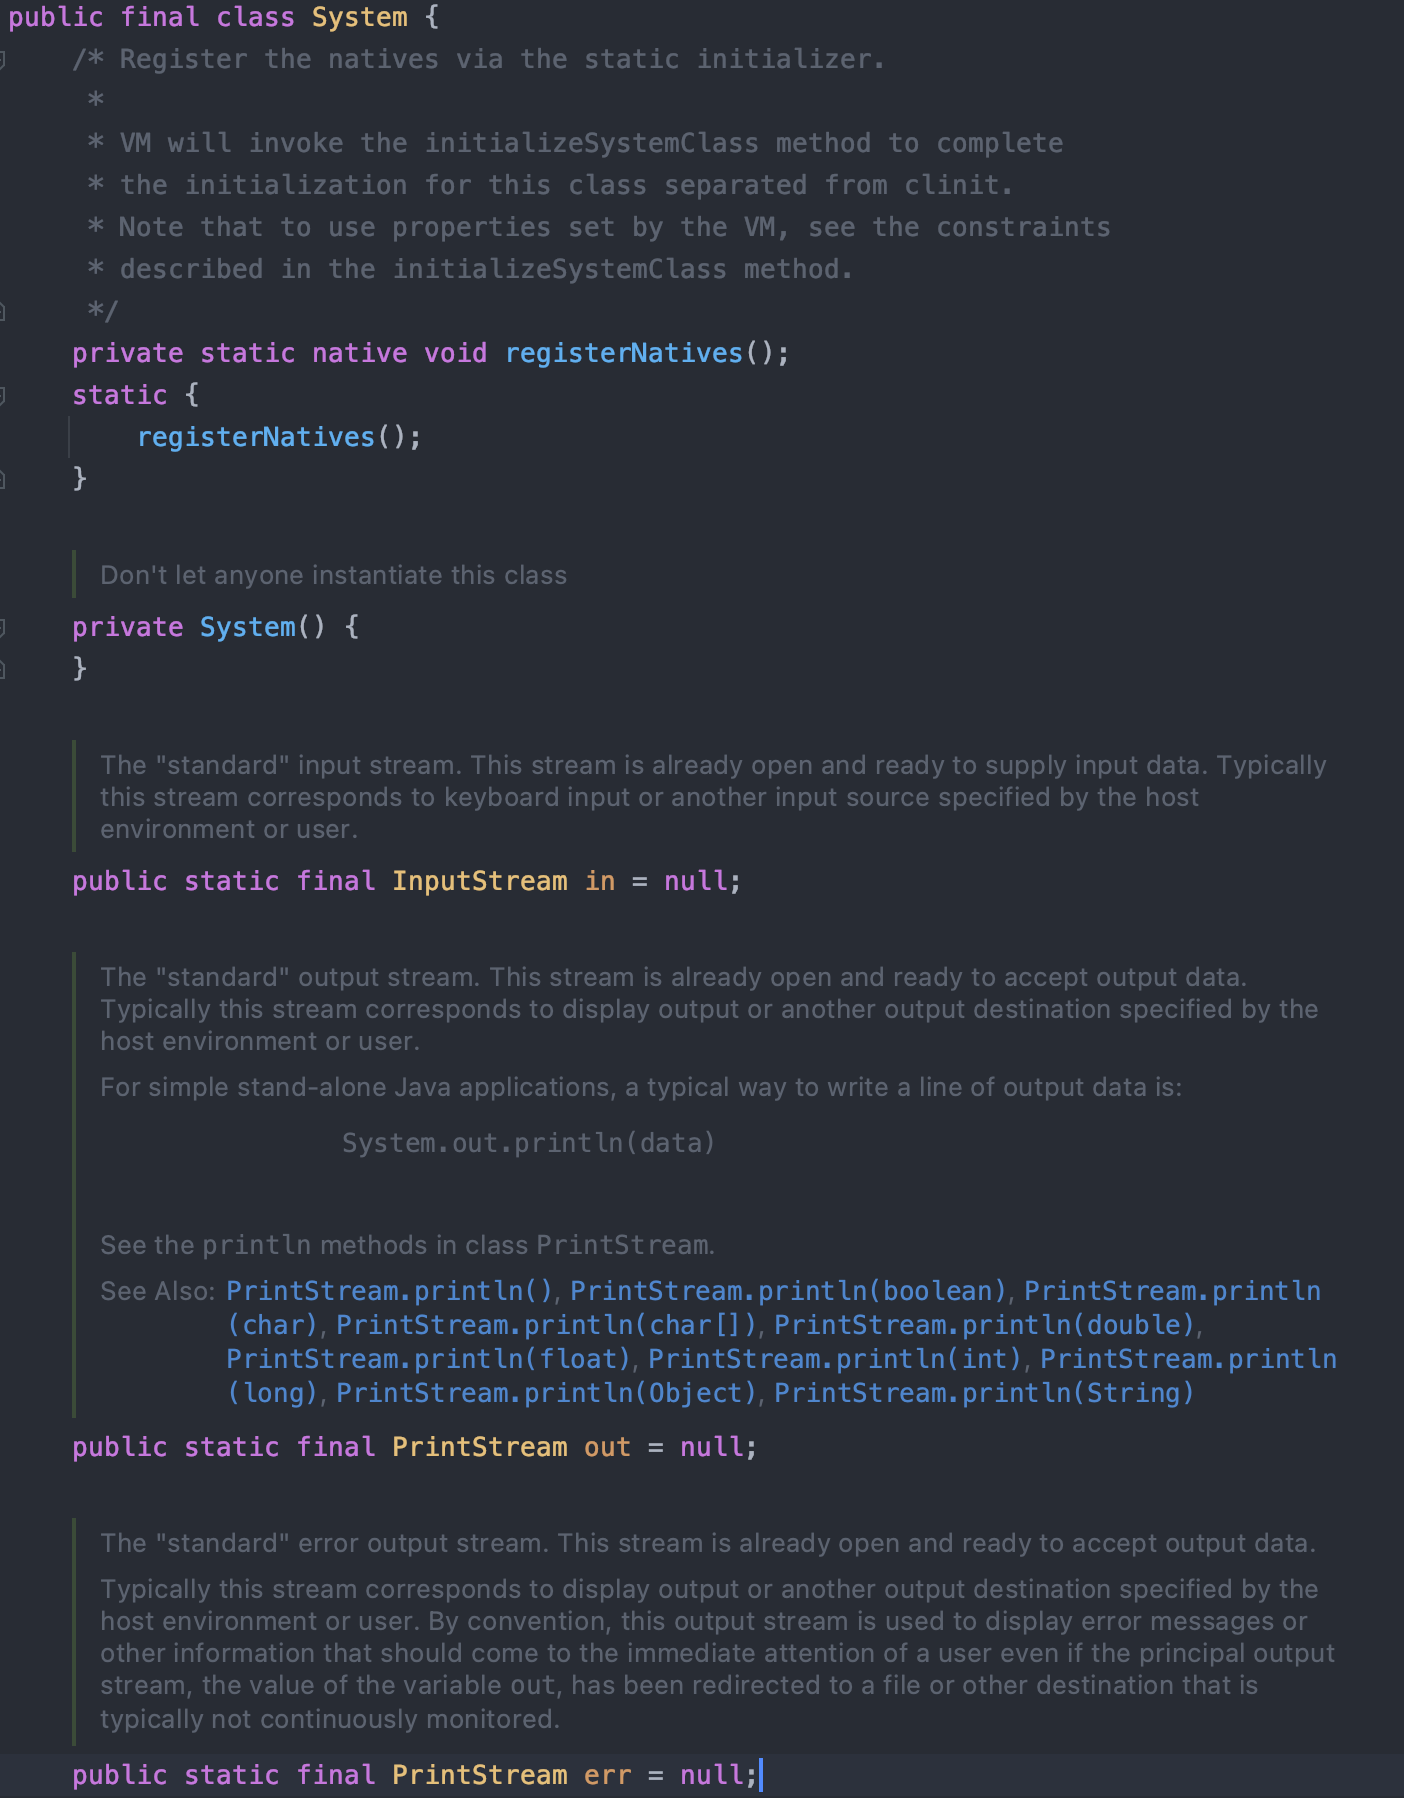 public final class System {
/* Register the natives via the static initializer.
*
* VM will invoke the initializeSystemClass method to complete
* the initialization for this class separated from clinit.
* Note that to use properties set by the VM, see the constraints
* described in the initializeSystemClass method.
*/
private static native void registerNatives();
static {
registerNatives();
}
Don't let anyone instantiate this class
private System() {
}
The "standard" input stream. This stream is already open and ready to supply input data. Typically
this stream corresponds to keyboard input or another input source specified by the host
environment or user.
public static final InputStream in = null;
The "standard" output stream. This stream is already open and ready to accept output data.
Typically this stream corresponds to display output or another output destination specified by the
host environment or user.
For simple stand-alone Java applications, a typical way to write a line of output data is:
System.out.println(data)
See the println methods in class PrintStream.
See Also: PrintStream.println(), PrintStream.println(boolean), PrintStream.println
(char), PrintStream.println(char[]), PrintStream.println(double),
PrintStream.println(float), PrintStream.println(int), PrintStream.println
(long), PrintStream.println(Object), PrintStream.println(String)
public static final PrintStream out = null;
The "standard" error output stream. This stream is already open and ready to accept output data.
Typically this stream corresponds to display output or another output destination specified by the
host environment or user. By convention, this output stream is used to display error messages or
other information that should come to the immediate attention of a user even if the principal output
stream, the value of the variable out, has been redirected to a file or other destination that is
typically not continuously monitored.
public static final PrintStream err = null;